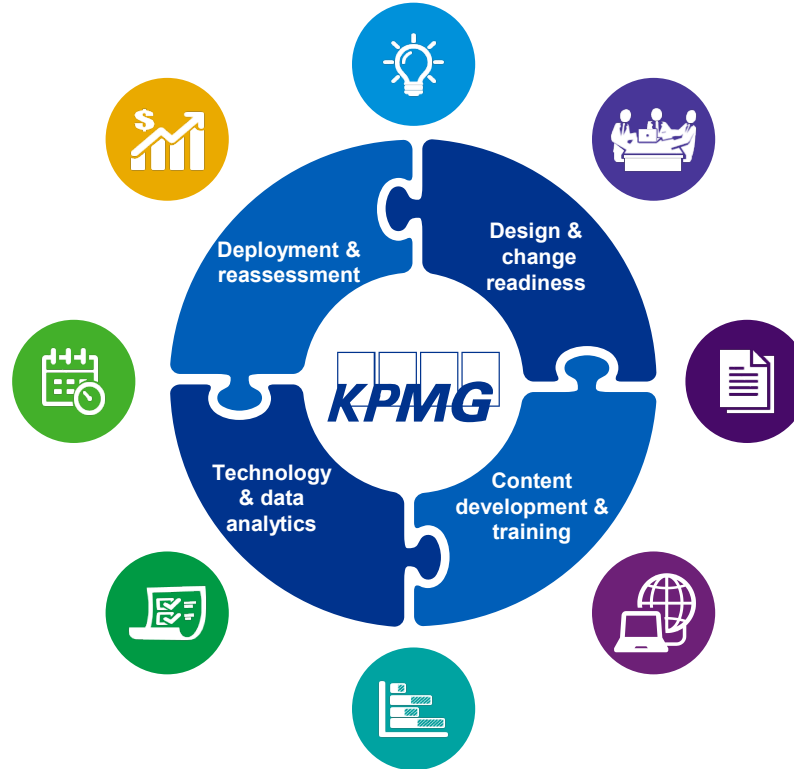 $
Deployment &
reassessment
Design &
change
readiness
KPMG
Technology
& data
analytics
Content
development &
training